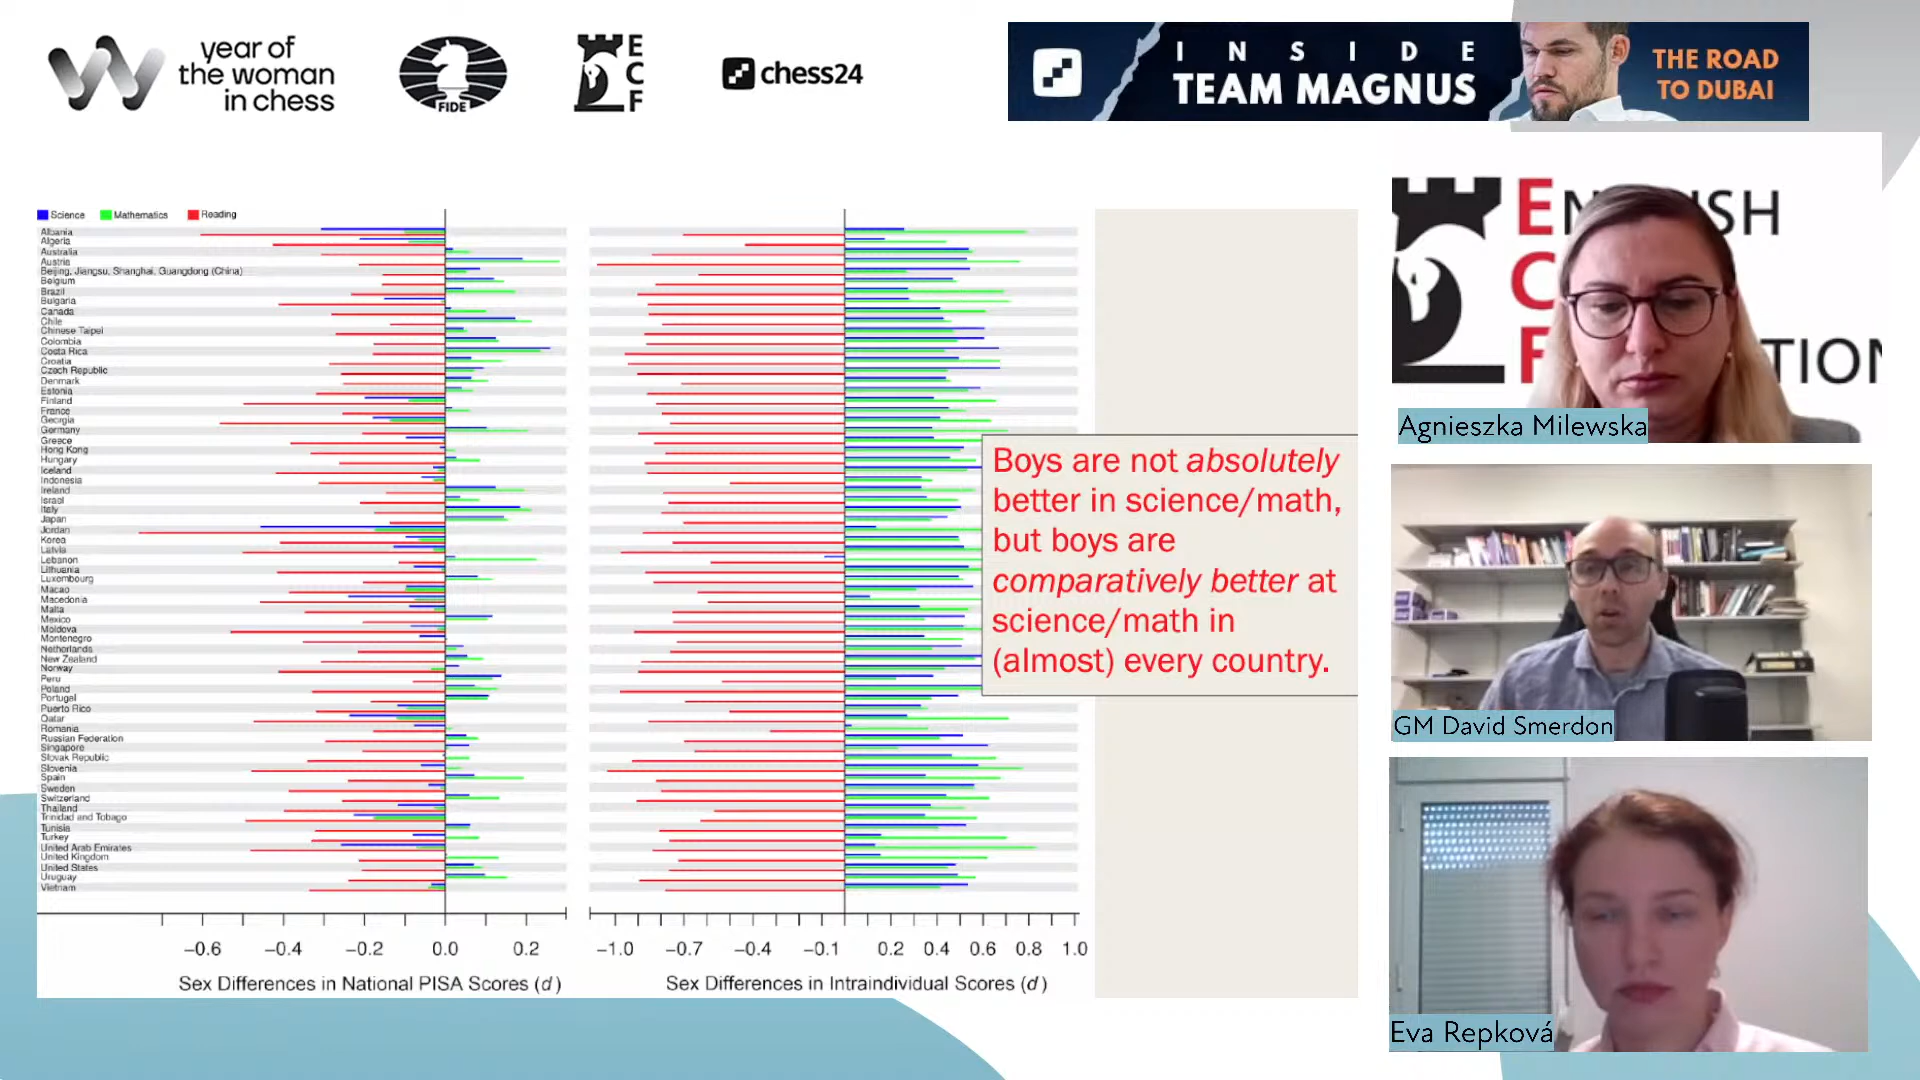 year of
the woman
in chess
FIDE
E
C
F
chess24
INSIDE
TEAM MAGNUS
THE ROAD
TO DUBAI
Science Mathematics Reading
Albania
Algeria
Australia
Austria
Beijing, Jiangsu, Shanghai, Guangdong (China)
Belgium
Brazil
Bulgaria
Canada
Chile
Chinese Taipei
Colombia
Costa Rica
Croatia
Czech Republic
Denmark
Estonia
Finland
France
Georgia
Germany
Greece
Hong Kong
Hungary
Iceland
Indonesia
Ireland
Israel
Italy
Japan
Jordan
Korea
Latvia
Lebanon
Lithuania
Luxembourg
Macao
Macedonia
Malta
Mexico
Moldova
Montenegro
Netherlands
New Zealand
Norway
Peru
Poland
Portugal
Puerto Rico
Qatar
Romania
Russian Federation
Singapore
Slovak Republic
Slovenia
Spain
Sweden
Switzerland
Thailand
Trinidad and Tobago
Tunisia
Turkey
United Arab Emirates
United Kingdom
United States
Uruguay
Vietnam
−0.6 −0.4 −0.2 0.0 0.2
Sex Differences in National PISA Scores (d)
−1.0 −0.7 −0.4 −0.1 0.2 0.4 0.6 0.8 1.0
Sex Differences in Intraindividual Scores (d)
Boys are not absolutely
better in science/math,
but boys are
comparatively better at
science/math in
(almost) every country.
Agnieszka Milewska
GM David Smerdon
Eva Repková